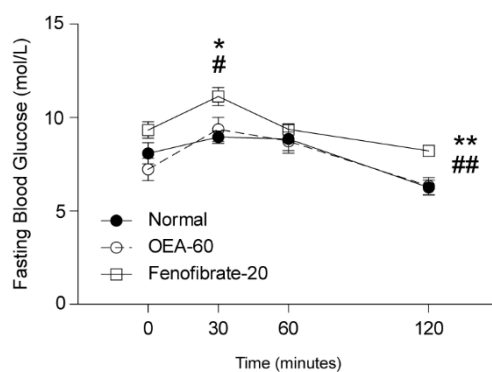 15
*
#
10
**
##
5
Normal
OEA-60
Fenofibrate-20
0
0 30 60 120
Time (minutes)
Fasting Blood Glucose (mol/L)